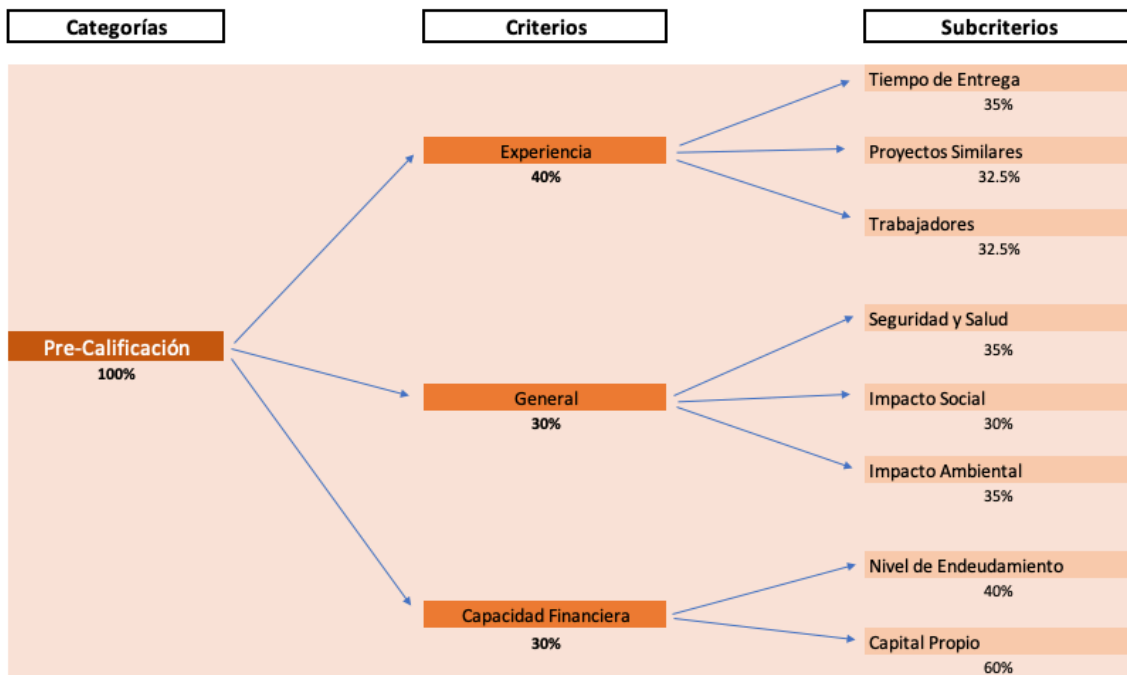 Categorías
Criterios
Subcriterios
Tiempo de Entrega
35%
Experiencia
40%
Proyectos Similares
32.5%
Trabajadores
32.5%
Pre-Calificación
100%
Seguridad y Salud
35%
General
30%
Impacto Social
30%
Impacto Ambiental
35%
Nivel de Endeudamiento
40%
Capacidad Financiera
30%
Capital Propio
60%